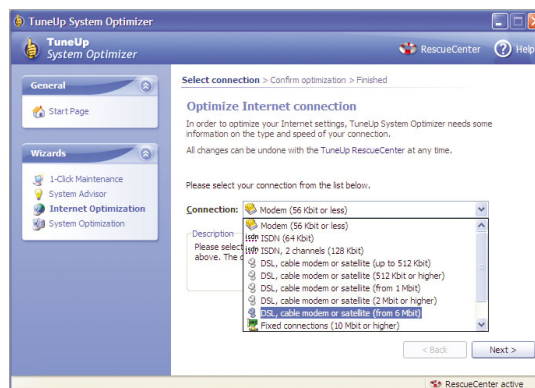 TuneUp System Optimizer
TuneUp
System Optimizer
RescueCenter
Help
General
Start Page
Wizards
1-Click Maintenance
System Advisor
Internet Optimization
System Optimization
Select connection > Confirm optimization > Finished
Optimize Internet connection
In order to optimize your Internet settings, TuneUp System Optimizer needs some
information on the type and speed of your connection.
All changes can be undone with the TuneUp RescueCenter at any time.
Please select your connection from the list below.
Connection: Modem (56 Kbit or less)
Description
Please select
above. The d
Modem (56 Kbit or less)
ISDN (64 Kbit)
ISDN, 2 channels (128 Kbit)
DSL, cable modem or satellite (up to 512 Kbit)
DSL, cable modem or satellite (512 Kbit or higher)
DSL, cable modem or satellite (from 1 Mbit)
DSL, cable modem or satellite (2 Mbit or higher)
DSL, cable modem or satellite (from 6 Mbit)
Fixed connections (10 Mbit or higher)
< Back
Next >
RescueCenter active